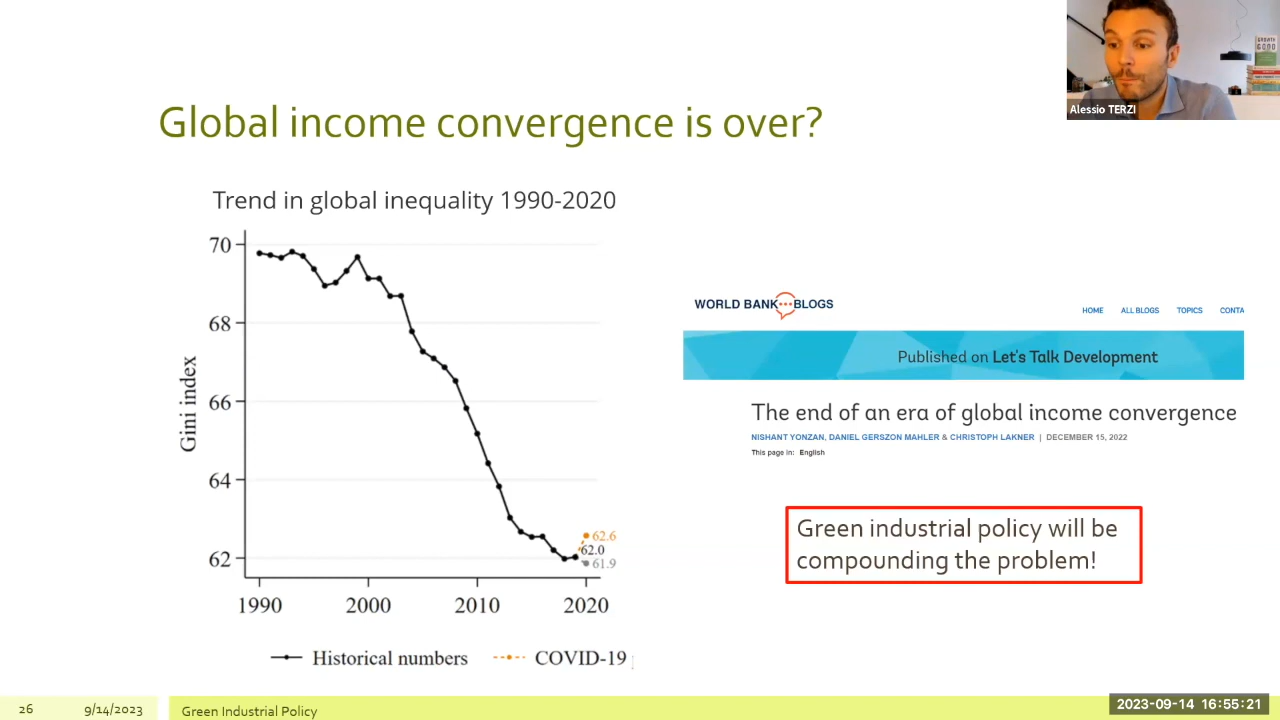 Alessio TERZI
Global income convergence is over?
Trend in global inequality 1990-2020
70
68
66
64
62
Gini index
62.6
62.0
61.9
1990
2000
2010
2020
Historical numbers
COVID-19
WORLD BANK BLOGS
HOME
ALL BLOGS
TOPICS
CONTA
Published on Let's Talk Development
The end of an era of global income convergence
NISHANT YONZAN, DANIEL GERSZON MAHLER & CHRISTOPH LAKNER | DECEMBER 15, 2022
This page in: English
Green industrial policy will be
compounding the problem!
26
9/14/2023
Green Industrial Policy
2023-09-14 16:55:21